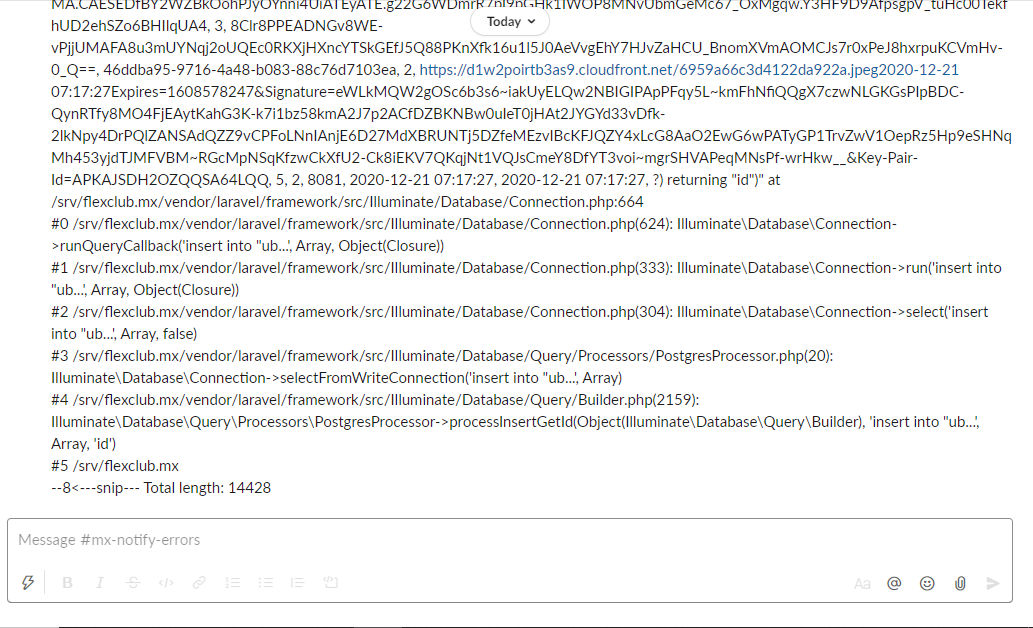 Today
hUD2ehSZo6BHIlqUA4, 3, 8Clr8PPEADNGv8WE-
vPjjUMAFA8u3mUYNqj2oUQEc0RKXjHXncYTSkGEfJ5Q88PKnXfk16u1I5J0AeVvgEhY7HJvZaHCU_BnomXVmAOMCJs7r0xPeJ8hxrpuKCVmHv-
0_Q==, 46ddba95-9716-4a48-b083-88c76d7103ea, 2, https://d1w2poirtb3as9.cloudfront.net/6959a66c3d4122da922a.jpeg2020-12-21
07:17:27Expires=1608578247&Signature=eWLkMQW2gOSc6b3s6~iakUyELQw2NBIGIPApPFqy5L~kmFhNfiQQgX7czwNLGKGsPIpBDC-
QynRTfy8MO4FjEAytKahG3K-k7i1bz58kmA2J7p2ACfDZBKNBw0uIeT0jHAt2JYGYd33vDfk-
2IkNpy4DrPQlZANSAdQZZ9vCPFoLNnIAnjE6D27MdXBRUNTj5DZfeMEzvIBcKFJQZY4xLcG8AaO2EwG6wPATyGP1TrvZwV1OepRz5Hp9eSHNq
Mh453yjdTJMFVBM~RGcMpNSqKfzwCkXfU2-Ck8iEKV7QKqjNt1VQJsCmeY8DfYT3voi~mgrSHVAPeqMNsPf-wrHkw__&Key-Pair-
Id=APKAJSDH2OZQQSA64LQQ, 5, 2, 8081, 2020-12-21 07:17:27, 2020-12-21 07:17:27, ?) returning "id")" at
/srv/flexclub.mx/vendor/laravel/framework/src/Illuminate/Database/Connection.php:664
#0 /srv/flexclub.mx/vendor/laravel/framework/src/Illuminate/Database/Connection.php(624): Illuminate\Database\Connection-
>runQueryCallback('insert into "ub...', Array, Object(Closure))
#1 /srv/flexclub.mx/vendor/laravel/framework/src/Illuminate/Database/Connection.php(333): Illuminate\Database\Connection->run('insert into
"ub...', Array, Object(Closure))
#2 /srv/flexclub.mx/vendor/laravel/framework/src/Illuminate/Database/Connection.php(304): Illuminate\Database\Connection->select('insert
into "ub...', Array, false)
#3 /srv/flexclub.mx/vendor/laravel/framework/src/Illuminate/Database/Query/Processors/PostgresProcessor.php(20):
Illuminate\Database\Connection->selectFromWriteConnection('insert into "ub...', Array)
#4 /srv/flexclub.mx/vendor/laravel/framework/src/Illuminate/Database/Query/Builder.php(2159):
Illuminate\Database\Query\Processors\PostgresProcessor->processInsertGetId(Object(Illuminate\Database\Query\Builder), 'insert into "ub...',
Array, 'id')
#5 /srv/flexclub.mx
--8<---snip--- Total length: 14428
Message #mx-notify-errors
B I S </> Aa @